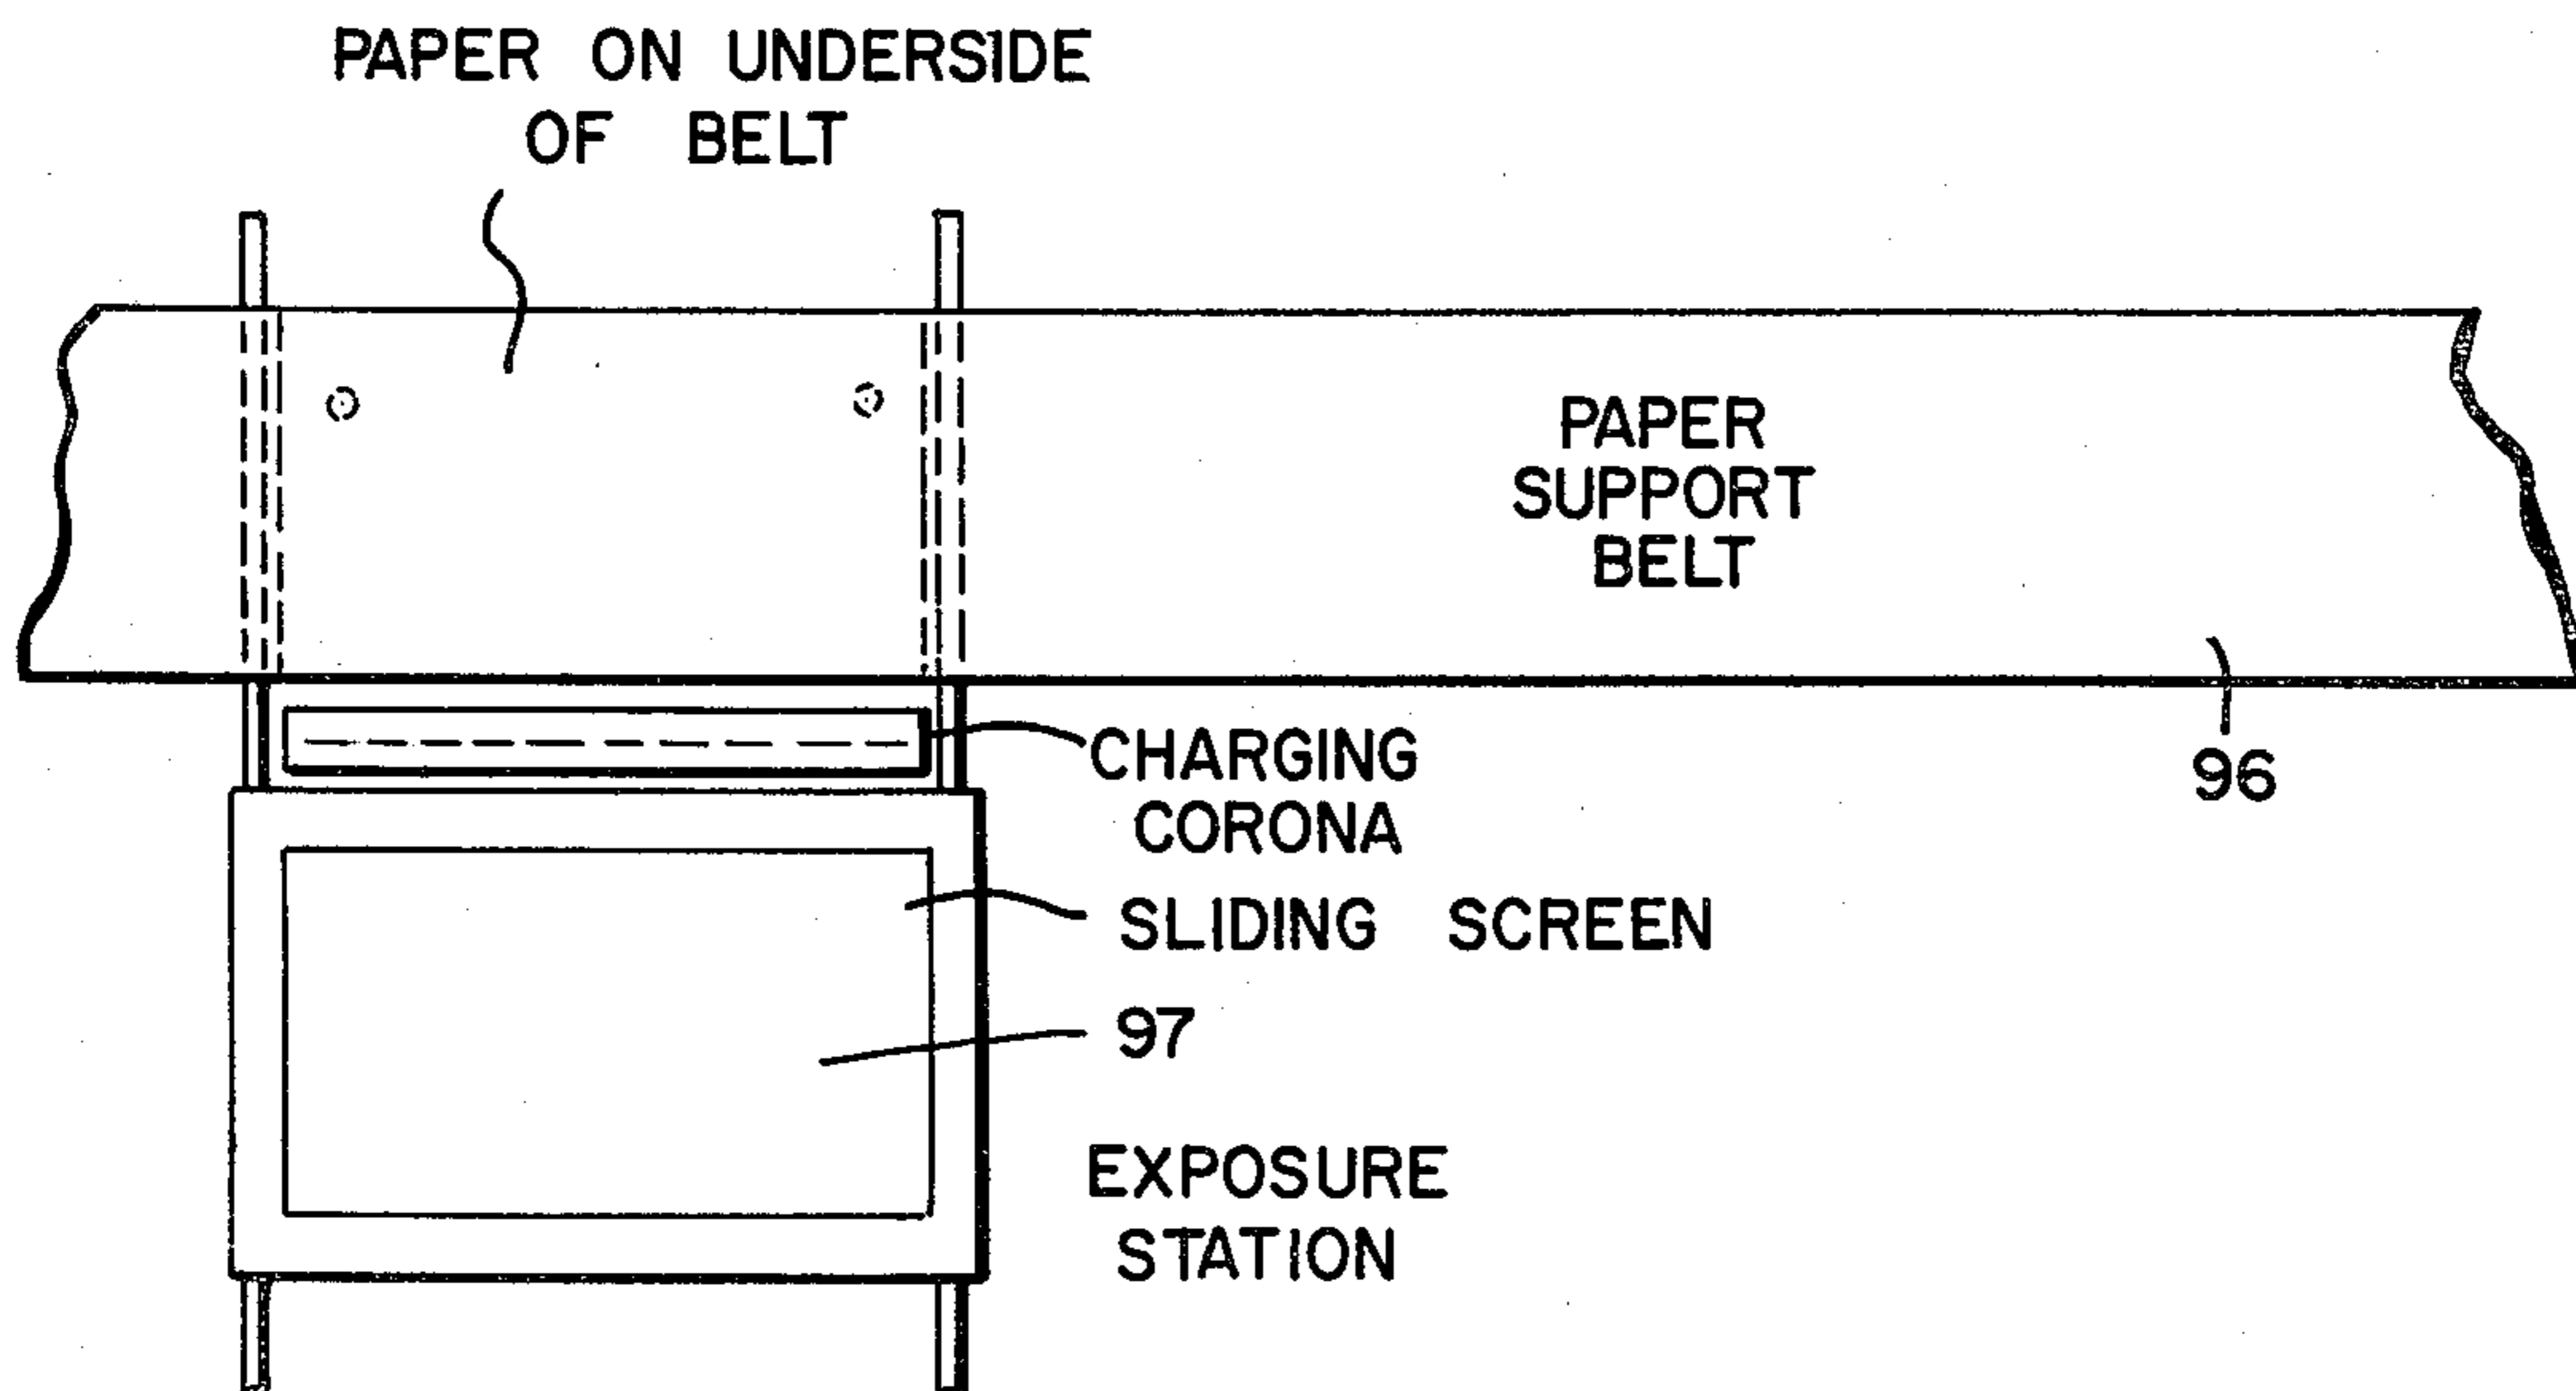 PAPER ON UNDERSIDE
OF BELT
PAPER
SUPPORT
BELT
96
CHARGING
CORONA
SLIDING SCREEN
97
EXPOSURE
STATION